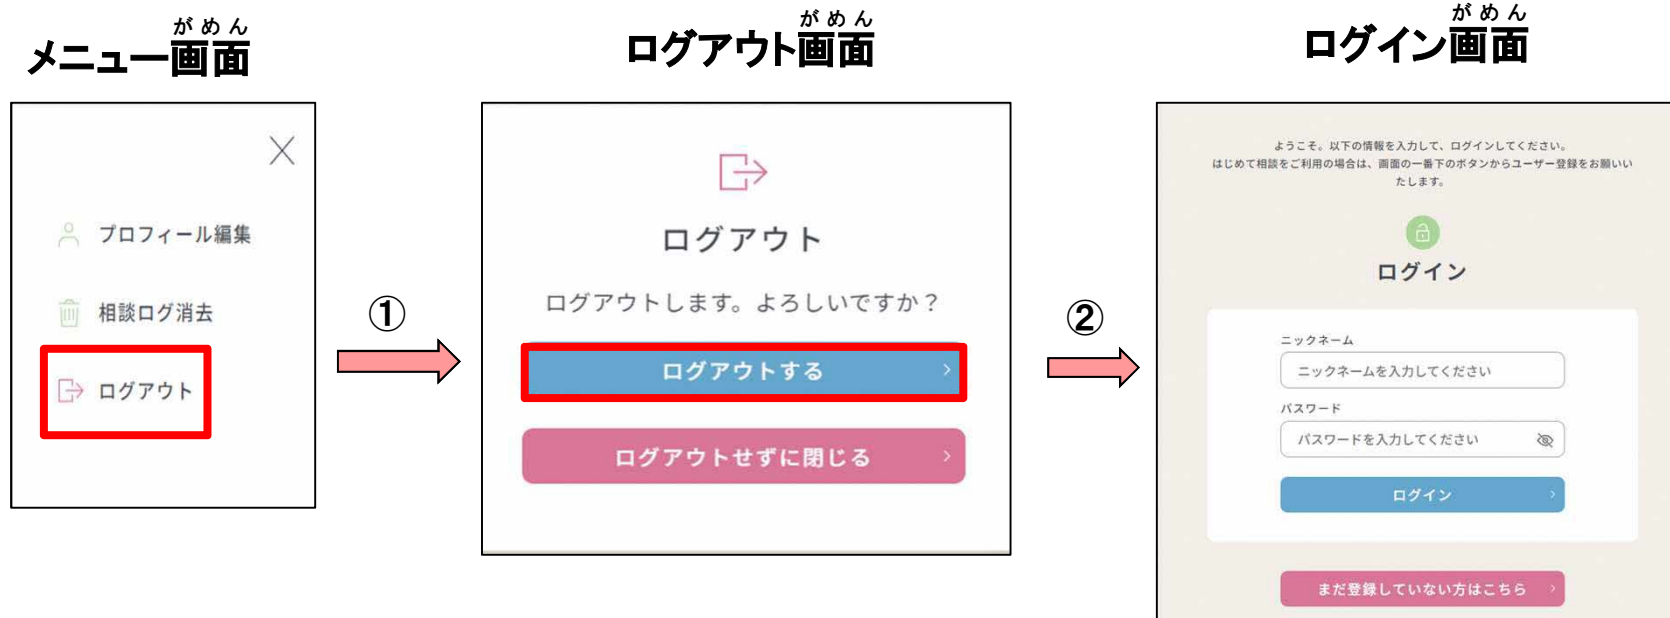 がめん
メニュー画面
がめん
ログアウト画面
がめん
ログイン画面
プロフィール編集
相談ログ消去
ログアウト
①
ログアウト
ログアウトします。よろしいですか？
ログアウトする
ログアウトせずに閉じる
②
ようこそ。以下の情報を入力して、ログインしてください。
はじめて相談をご利用の場合は、画面の一番下のボタンからユーザー登録をお願いい
たします。
ログイン
ニックネーム
ニックネームを入力してください
パスワード
パスワードを入力してください
ログイン
まだ登録していない方はこちら